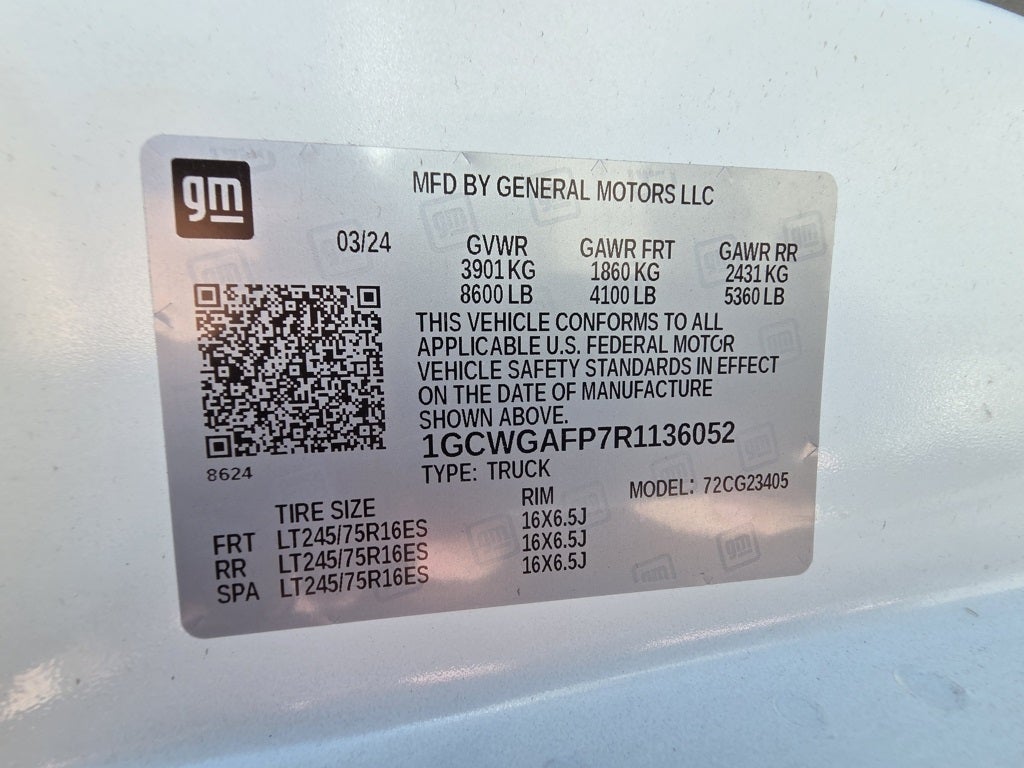 gm
MFD BY GENERAL MOTORS LLC
03/24
GVWR GAWR FRT GAWR RR
3901 KG 1860 KG 2431 KG
8600 LB 4100 LB 5360 LB
THIS VEHICLE CONFORMS TO ALL
APPLICABLE U.S. FEDERAL MOTOR
VEHICLE SAFETY STANDARDS IN EFFECT
ON THE DATE OF MANUFACTURE
SHOWN ABOVE.
1GCWGAFP7R1136052
8624
TYPE: TRUCK
MODEL: 72CG23405
TIRE SIZE RIM
FRT LT245/75R16ES 16X6.5J
RR LT245/75R16ES 16X6.5J
SPA LT245/75R16ES 16X6.5J